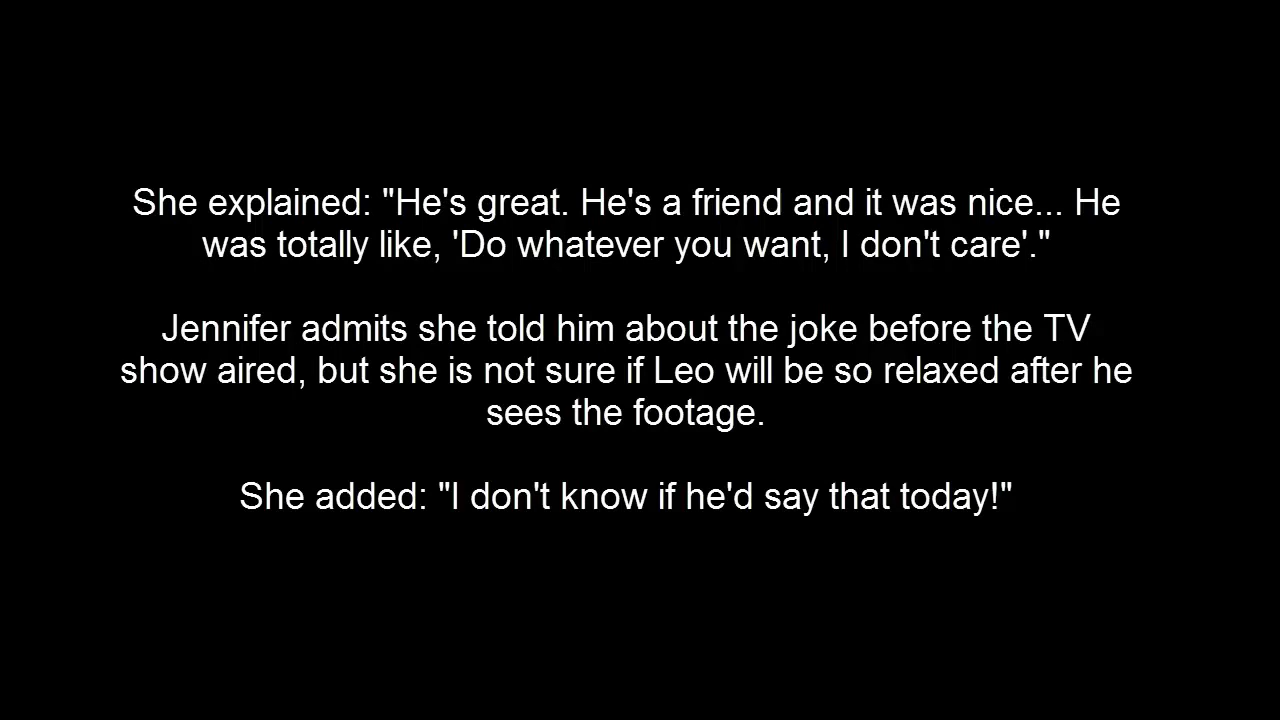 She explained: "He's great. He's a friend and it was nice... He
was totally like, 'Do whatever you want, I don't care'."
Jennifer admits she told him about the joke before the TV
show aired, but she is not sure if Leo will be so relaxed after he
sees the footage.
She added: "I don't know if he'd say that today!"